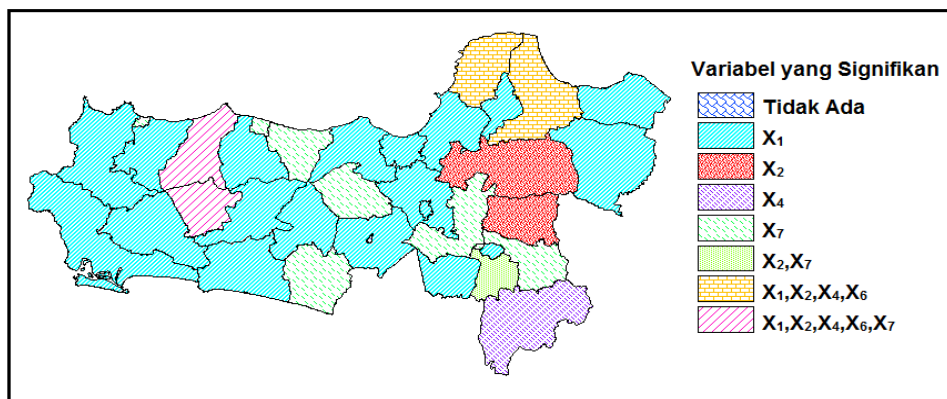 Variabel yang Signifikan
Tidak Ada
X₁
X₂
X₄
X₇
X₂,X₇
X₁,X₂,X₄,X₆
X₁,X₂,X₄,X₆,X₇